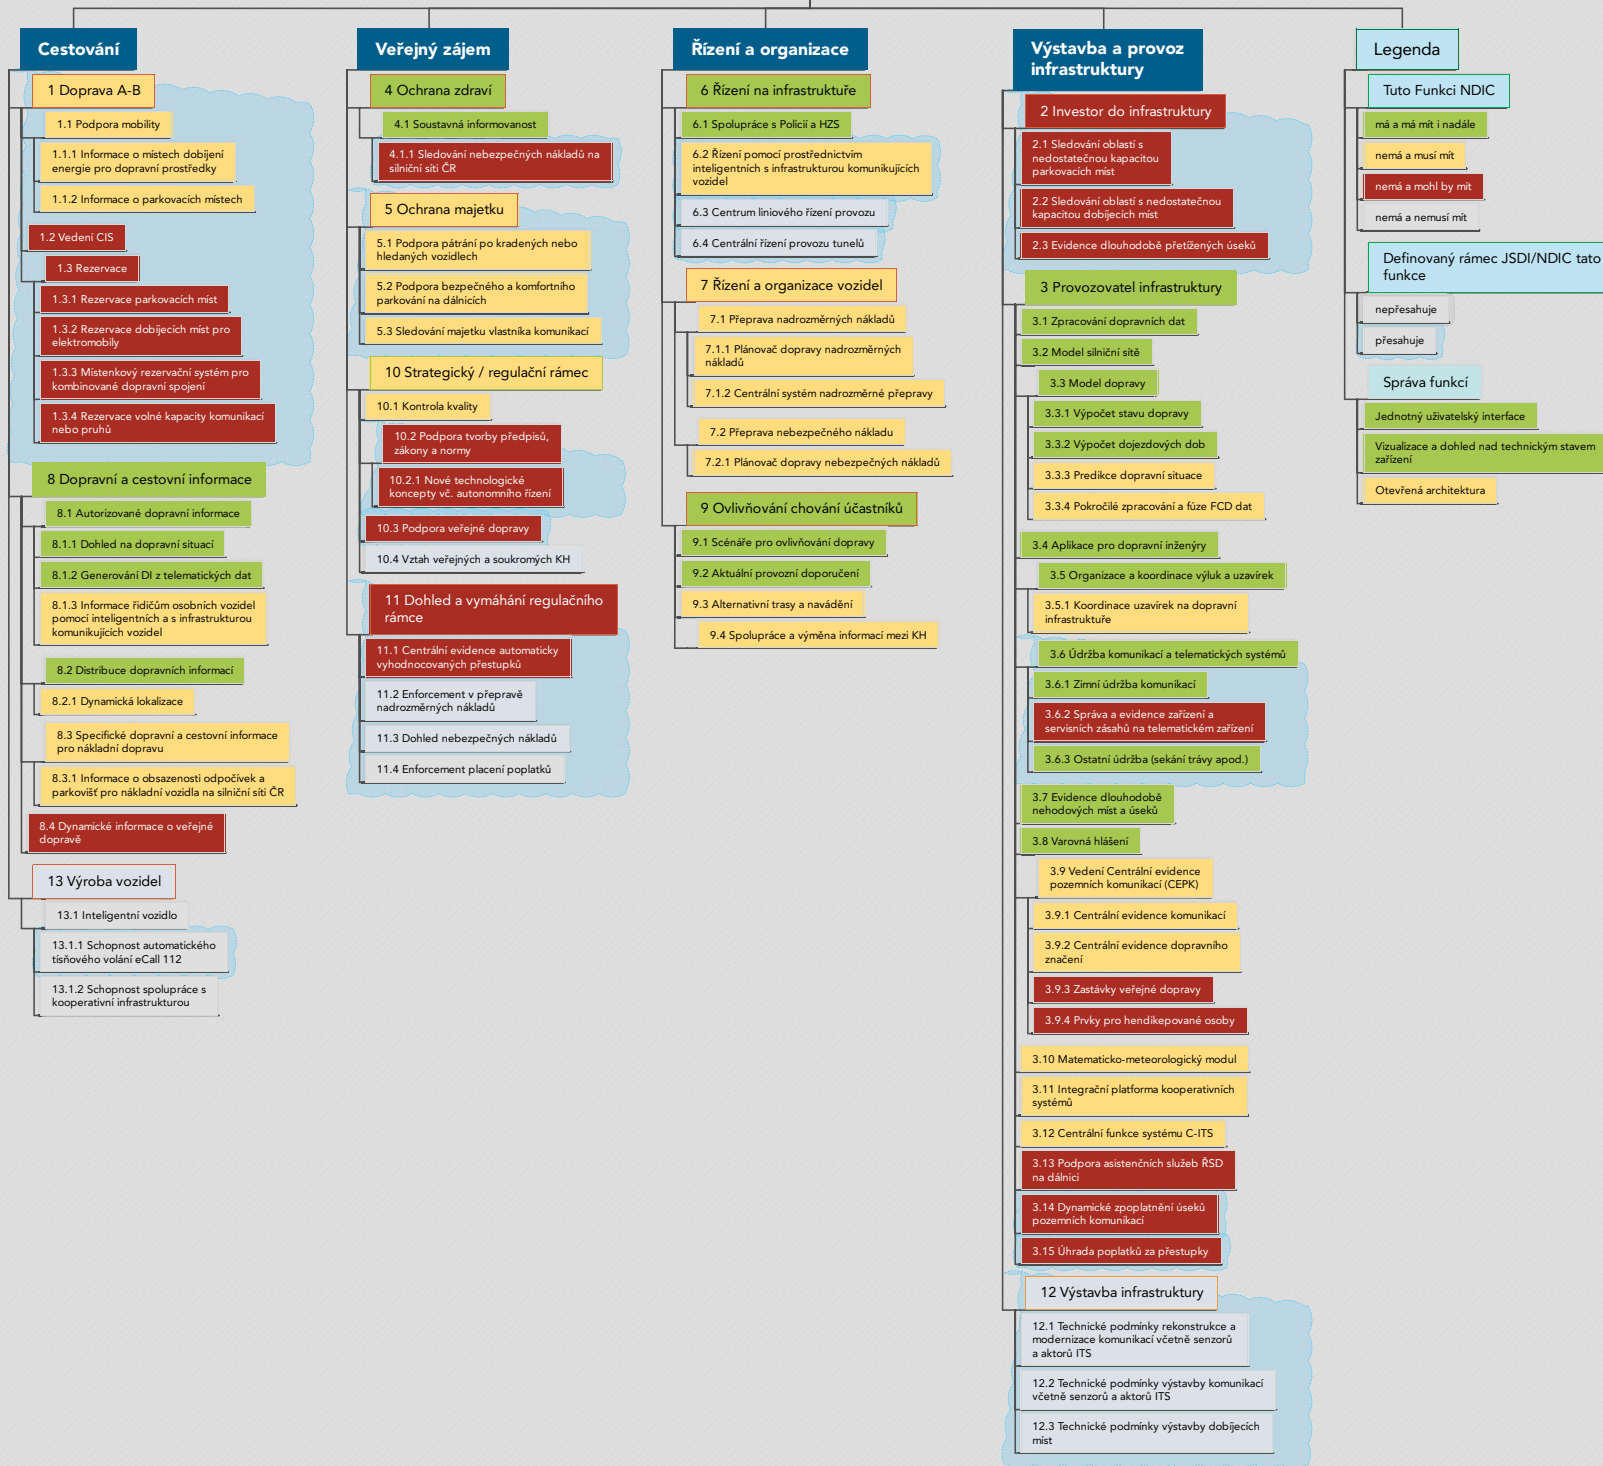 Cestování
1 Doprava A-B
1.1 Podpora mobility
1.1.1 Informace o místech dobíjení
energie pro dopravní prostředky
1.1.2 Informace o parkovacích místech
1.2 Vedení CIS
1.3 Rezervace
1.3.1 Rezervace parkovacích míst
1.3.2 Rezervace dobíjecích míst pro
elektromobily
1.3.3 Místenkový rezervační systém pro
kombinované dopravní spojení
1.3.4 Rezervace volné kapacity komunikací
nebo pruhů
8 Dopravní a cestovní informace
8.1 Autorizované dopravní informace
8.1.1 Dohled na dopravní situací
8.1.2 Generování DI z telematických dat
8.1.3 Informace řidičům osobních vozidel
pomocí inteligentních a s infrastrukturou
komunikujících vozidel
8.2 Distribuce dopravních informací
8.2.1 Dynamická lokalizace
8.3 Specifické dopravní a cestovní informace
pro nákladní dopravu
8.3.1 Informace o obsazenosti odpočívek a
parkovišť pro nákladní vozidla na silniční síti ČR
8.4 Dynamické informace o veřejné
dopravě
13 Výroba vozidel
13.1 Inteligentní vozidlo
13.1.1 Schopnost automatického
tísňového volání eCall 112
13.1.2 Schopnost spolupráce s
kooperativní infrastrukturou
Veřejný zájem
4 Ochrana zdraví
4.1 Soustavná informovanost
4.1.1 Sledování nebezpečných nákladů na
silniční síti ČR
5 Ochrana majetku
5.1 Podpora pátrání po kradených nebo
hledaných vozidlech
5.2 Podpora bezpečného a komfortního
parkování na dálnicích
5.3 Sledování majetku vlastníka komunikací
10 Strategický / regulační rámec
10.1 Kontrola kvality
10.2 Podpora tvorby předpisů,
zákony a normy
10.2.1 Nové technologické
koncepty vč. autonomního řízení
10.3 Podpora veřejné dopravy
10.4 Vztah veřejných a soukromých KH
11 Dohled a vymáhání regulačního
rámce
11.1 Centrální evidence automaticky
vyhodnocovaných přestupků
11.2 Enforcement v přepravě
nadrozměrných nákladů
11.3 Dohled nebezpečných nákladů
11.4 Enforcement placení poplatků
Řízení a organizace
6 Řízení na infrastruktuře
6.1 Spolupráce s Policií a HZS
6.2 Řízení pomocí prostřednictvím
inteligentních s infrastrukturou komunikujících
vozidel
6.3 Centrum liniového řízení provozu
6.4 Centrální řízení provozu tunelů
7 Řízení a organizace vozidel
7.1 Přeprava nadrozměrných nákladů
7.1.1 Plánovač dopravy nadrozměrných
nákladů
7.1.2 Centrální systém nadrozměrné přepravy
7.2 Přeprava nebezpečného nákladu
7.2.1 Plánovač dopravy nebezpečných nákladů
9 Ovlivňování chování účastníků
9.1 Scénáře pro ovlivňování dopravy
9.2 Aktuální provozní doporučení
9.3 Alternativní trasy a navádění
9.4 Spolupráce a výměna informací mezi KH
Výstavba a provoz
infrastruktury
2 Investor do infrastruktury
2.1 Sledování oblastí s
nedostatečnou kapacitou
parkovacích míst
2.2 Sledování oblastí s nedostatečnou
kapacitou dobíjecích míst
2.3 Evidence dlouhodobě přetížených úseků
3 Provozovatel infrastruktury
3.1 Zpracování dopravních dat
3.2 Model silniční sítě
3.3 Model dopravy
3.3.1 Výpočet stavu dopravy
3.3.2 Výpočet dojezdových dob
3.3.3 Predikce dopravní situace
3.3.4 Pokročilé zpracování a fúze FCD dat
3.4 Aplikace pro dopravní inženýry
3.5 Organizace a koordinace výluk a uzavírek
3.5.1 Koordinace uzavírek na dopravní
infrastruktuře
3.6 Údržba komunikací a telematických systémů
3.6.1 Zimní údržba komunikací
3.6.2 Správa a evidence zařízení a
servisních zásahů na telematickém zařízení
3.6.3 Ostatní údržba (sekání trávy apod.)
3.7 Evidence dlouhodobě
nehodových míst a úseků
3.8 Varovná hlášení
3.9 Vedení Centrální evidence
pozemních komunikací (CEPK)
3.9.1 Centrální evidence komunikací
3.9.2 Centrální evidence dopravního
značení
3.9.3 Zastávky veřejné dopravy
3.9.4 Prvky pro hendikepované osoby
3.10 Matematicko-meteorologický modul
3.11 Integrační platforma kooperativních
systémů
3.12 Centrální funkce systému C-ITS
3.13 Podpora asistenčních služeb ŘSD
na dálnici
3.14 Dynamické zpoplatnění úseků
pozemních komunikací
3.15 Úhrada poplatků za přestupky
12 Výstavba infrastruktury
12.1 Technické podmínky rekonstrukce a
modernizace komunikací včetně senzorů
a aktorů ITS
12.2 Technické podmínky výstavby komunikací
včetně senzorů a aktorů ITS
12.3 Technické podmínky výstavby dobíjecích
míst
Legenda
Tuto Funkci NDIC
má a má mít i nadále
nemá a musí mít
nemá a mohl by mít
nemá a nemusí mít
Definovaný rámec JSDI/NDIC tato
funkce
nepřesahuje
přesahuje
Správa funkcí
Jednotný uživatelský interface
Vizualizace a dohled nad technickým stavem
zařízení
Otevřená architektura